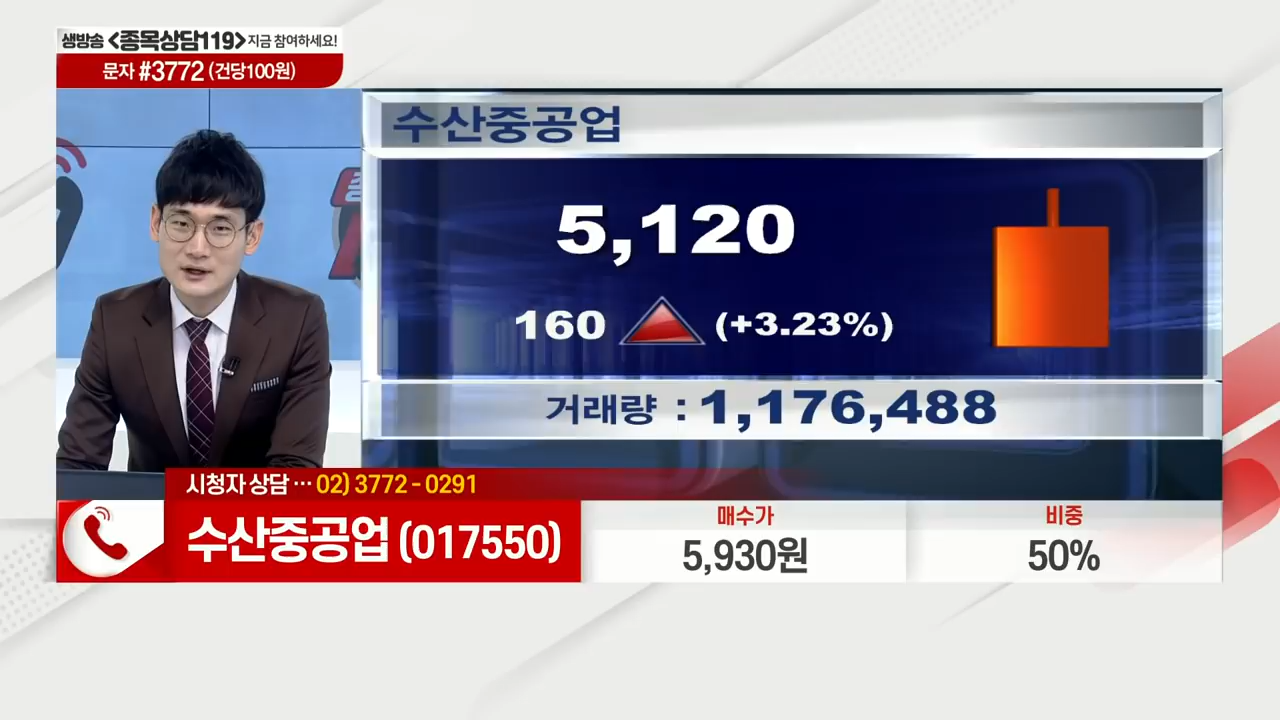 생방송 <종목상담119> 지금 참여하세요!
문자 #3772 (건당100원)
수산중공업
5,120
160 ▲ (+3.23%)
거래량 : 1,176,488
시청자 상담 … 02) 3772 - 0291
수산중공업 (017550)
매수가
5,930원
비중
50%